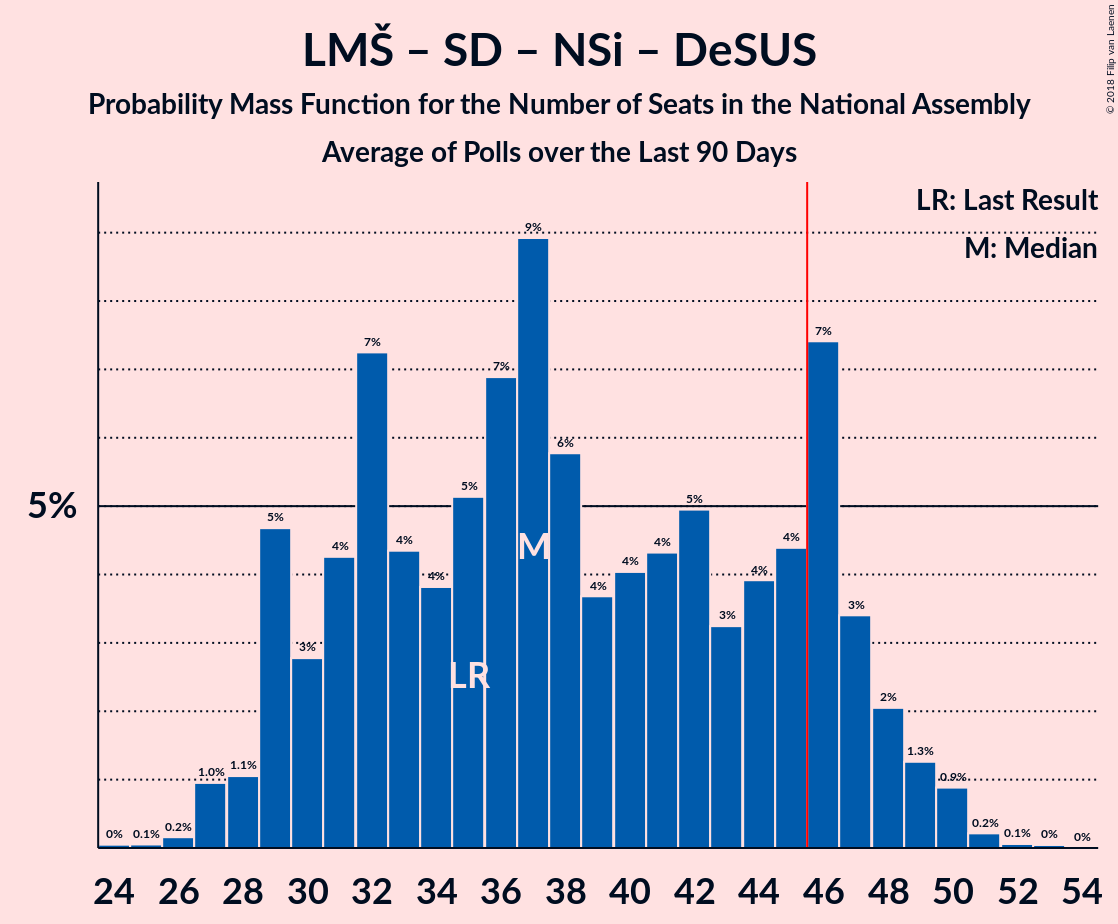 LMŠ – SD – NSi – DeSUS
Probability Mass Function for the Number of Seats in the National Assembly
Average of Polls over the Last 90 Days
© 2018 Filip van Laenen
LR: Last Result
M: Median
5%
0% 0.1% 0.2% 1.0% 1.1% 5% 3% 4% 7% 4% 4% 5% 7% 9% 6% 4% 4% 4% 5% 3% 4% 4% 7% 3% 2% 1.3% 0.9% 0.2% 0.1% 0% 0%
M
LR
24 26 28 30 32 34 36 38 40 42 44 46 48 50 52 54